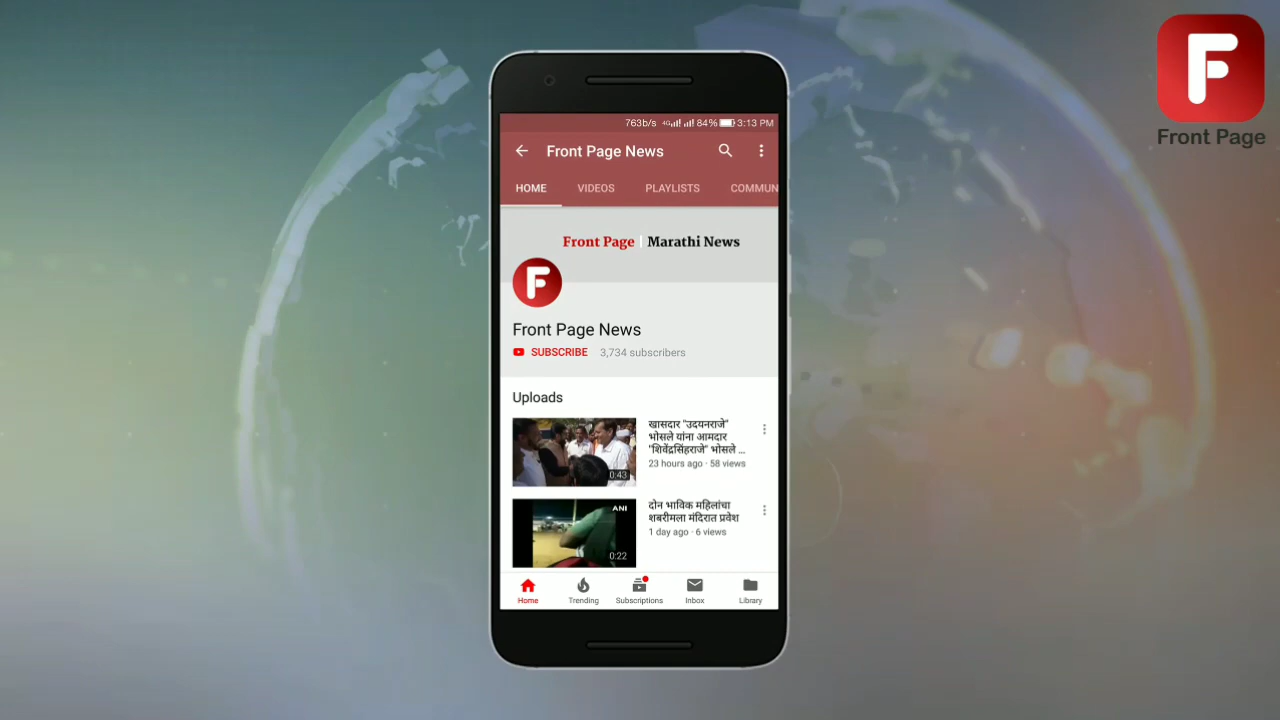 F
Front Page
763b/s 4G 84% 3:13 PM
Front Page News
HOME VIDEOS PLAYLISTS COMMUN
Front Page | Marathi News
F
Front Page News
SUBSCRIBE 3,734 subscribers
Uploads
खासदार "उदयनराजे"
भोसले यांना आमदार
"शिवेंद्रसिंहराजे" भोसले ...
23 hours ago · 58 views
0:43
दोन भाविक महिलांचा
शबरीमला मंदिरात प्रवेश
1 day ago · 6 views
ANI
0:22
Home Trending Subscriptions Inbox Library